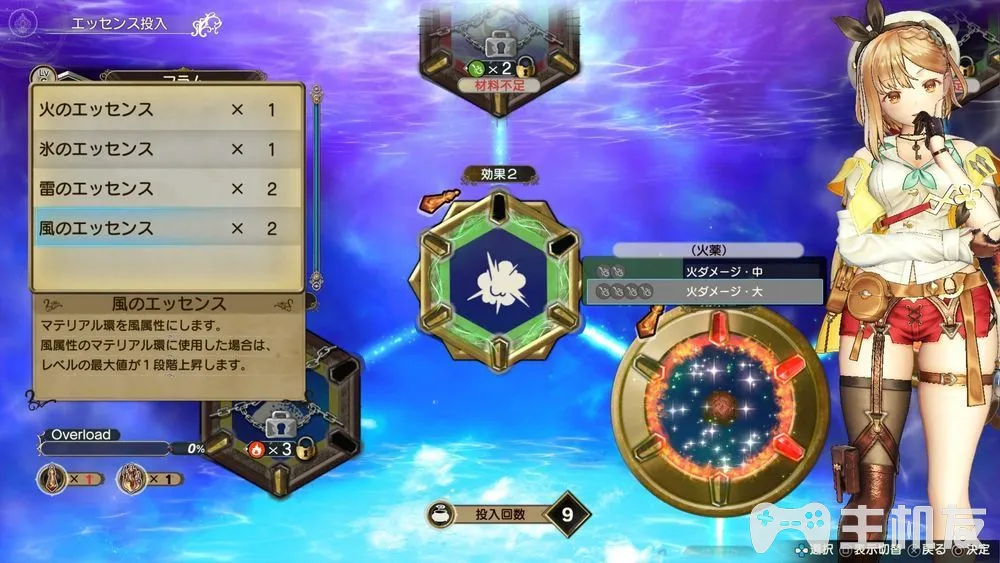 エッセンス投入
LV
コラム
火のエッセンス × 1
氷のエッセンス × 1
雷のエッセンス × 2
風のエッセンス × 2
風のエッセンス
マテリアル環を風属性にします。
風属性のマテリアル環に使用した場合は、
レベルの最大値が1段階上昇します。
×2
材料不足
足
効果2
(火薬)
火ダメージ・中
火ダメージ・大
×3
Overload
0%
×1
×1
投入回数
9
主机友
選択
表示切替
戻る
決定